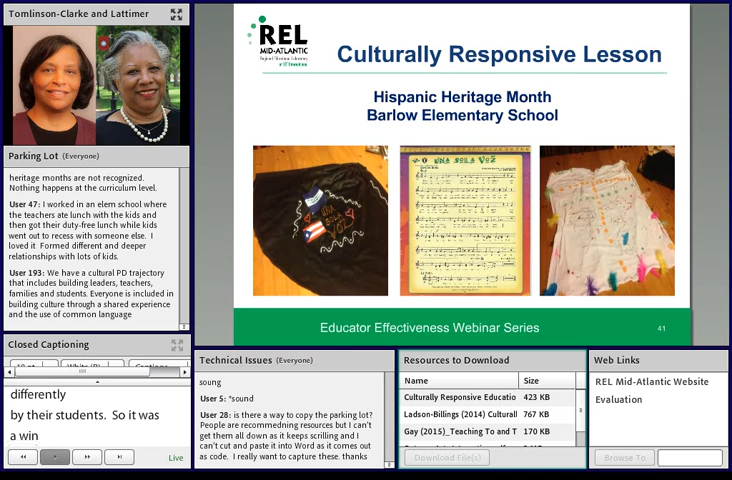 Tomlinson-Clarke and Lattimer
Parking Lot (Everyone)
heritage months are not recognized.
Nothing happens at the curriculum level.
User 47: I worked in an elem school where
the teachers ate lunch with the kids and
then got their duty-free lunch while kids
went out to recess with someone else. I
loved it Formed different and deeper
relationships with lots of kids.
User 193: We have a cultural PD trajectory
that includes building leaders, teachers,
families and students. Everyone is included in
building culture through a shared experience
and the use of common language
Closed Captioning
differently
by their students. So it was
a win
Live
REL
MID-ATLANTIC
Culturally Responsive Lesson
Hispanic Heritage Month
Barlow Elementary School
UNA SOLA VOZ
Educator Effectiveness Webinar Series
41
Technical Issues (Everyone)
soung
User 5: *sound
User 28: is there a way to copy the parking lot?
People are recommedning resources but I can't
get them all down as it keeps scrilling and I
can't cut and paste it into Word as it comes out
as code. I really want to capture these. thanks
Resources to Download
Name Size
Culturally Responsive Educatio 423 KB
Ladson-Billings (2014) Culturall 767 KB
Gay (2015)_Teaching To and T 170 KB
Download File(s)
Web Links
REL Mid-Atlantic Website
Evaluation
Browse To